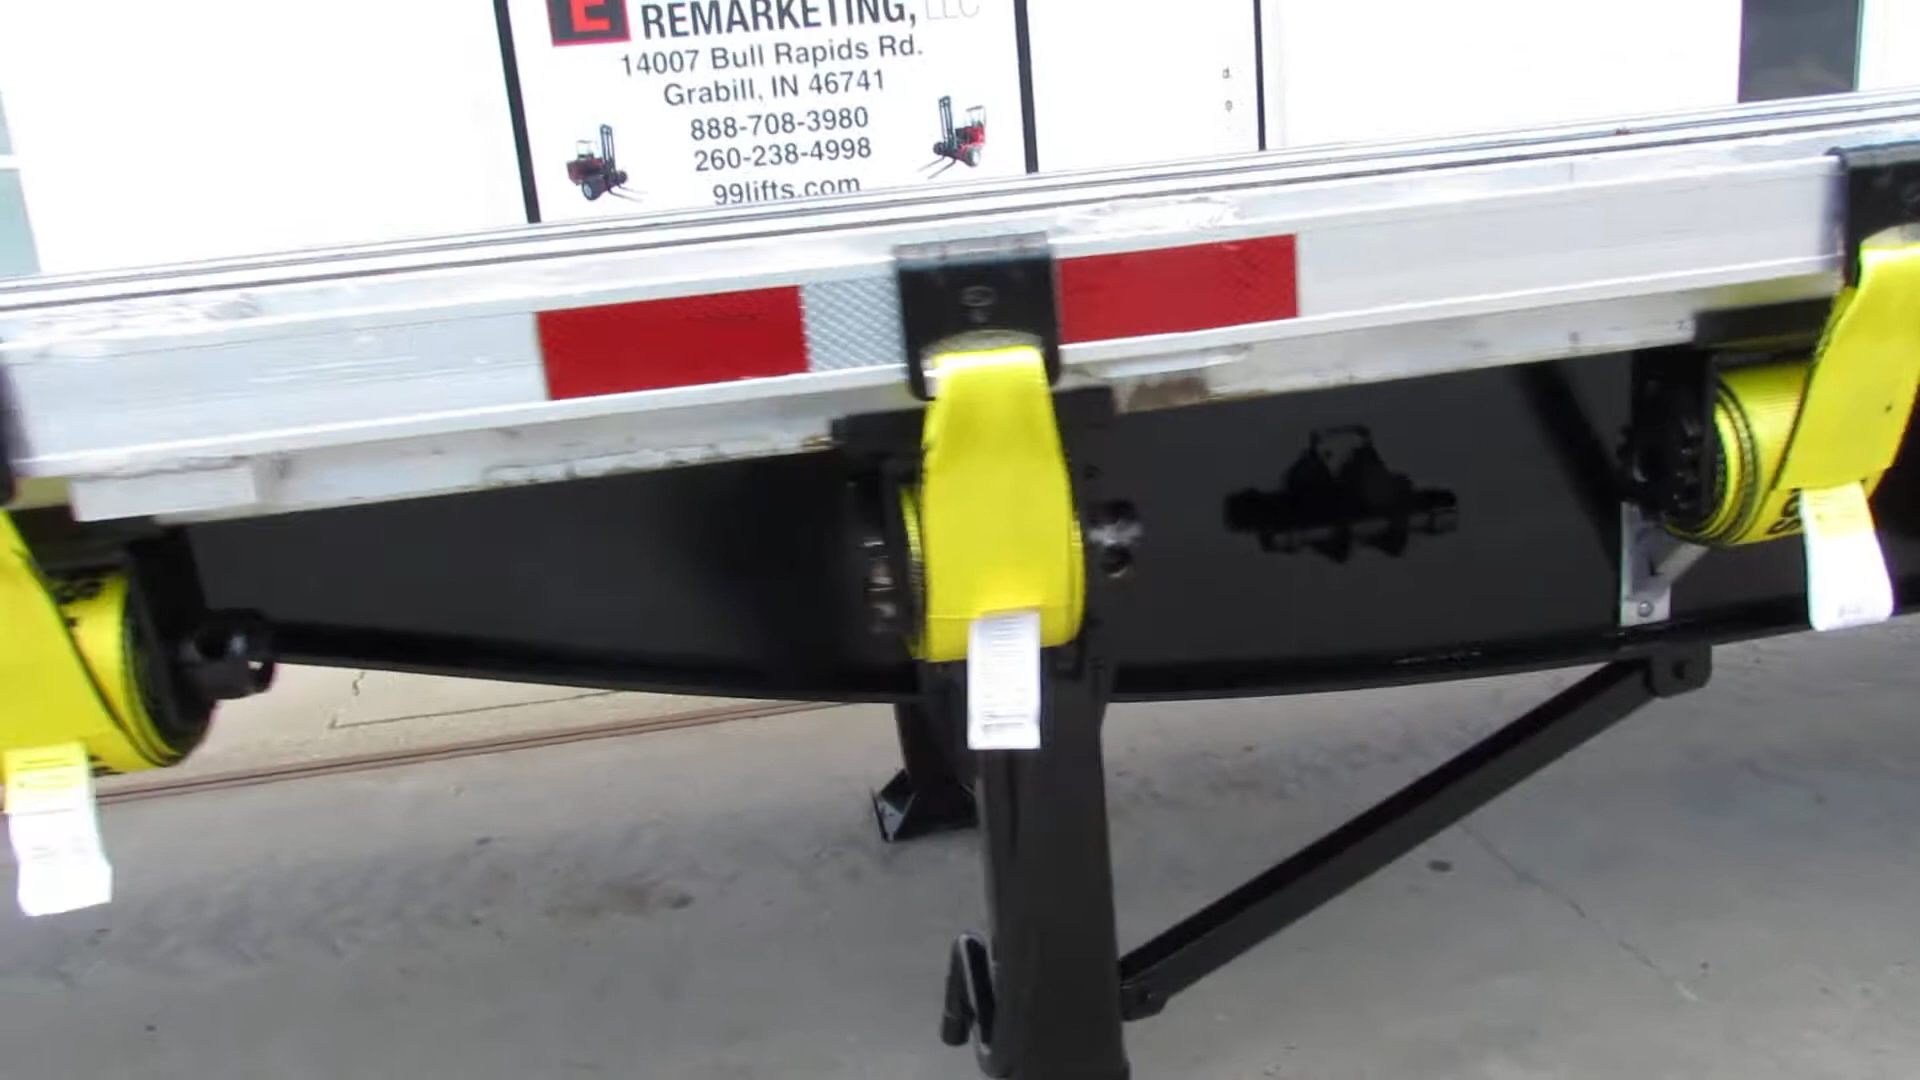 E
REMARKETING, LLC
14007 Bull Rapids Rd.
Grabill, IN 46741
888-708-3980
260-238-4998
99lifts.com